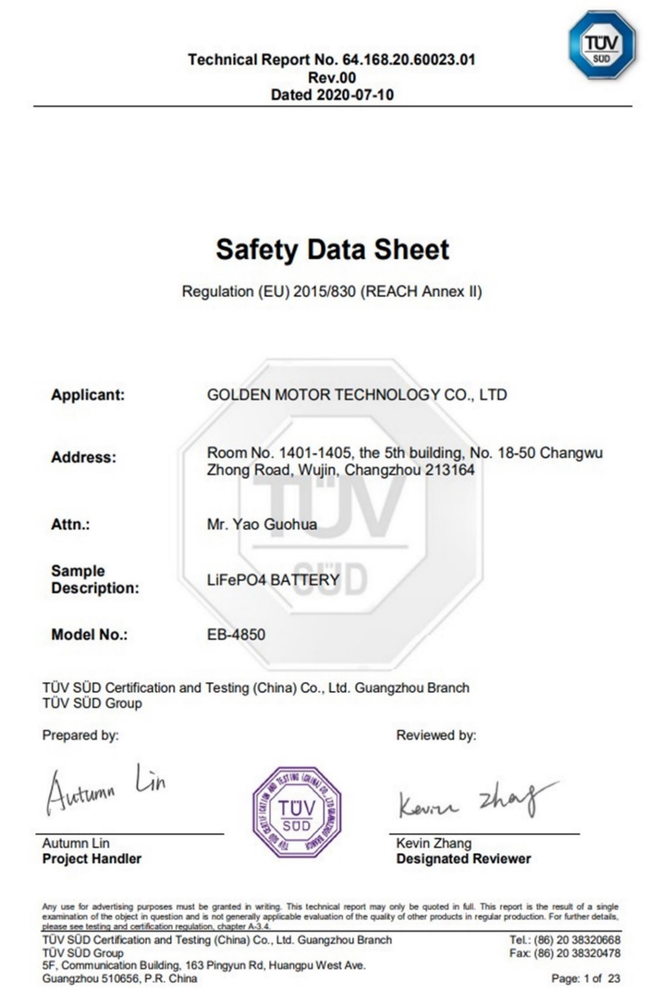 TÜV
SÜD
Technical Report No. 64.168.20.60023.01
Rev.00
Dated 2020-07-10
Safety Data Sheet
Regulation (EU) 2015/830 (REACH Annex II)
Applicant: GOLDEN MOTOR TECHNOLOGY CO., LTD
Address: Room No. 1401-1405, the 5th building, No. 18-50 Changwu
Zhong Road, Wujin, Changzhou 213164
TÜV
SÜD
Attn.: Mr. Yao Guohua
Sample
Description: LiFePO4 BATTERY
Model No.: EB-4850
TÜV SÜD Certification and Testing (China) Co., Ltd. Guangzhou Branch
TÜV SÜD Group
Prepared by: Reviewed by:
Autumn Lin
Kevin Zhang
TÜV SÜD CERTIFICATION AND TESTING (CHINA) CO., LTD GUANGZHOU BRANCH
TÜV
SÜD
Autumn Lin Kevin Zhang
Project Handler Designated Reviewer
Any use for advertising purposes must be granted in writing. This technical report may only be quoted in full. This report is the result of a single
examination of the object in question and is not generally applicable evaluation of the quality of other products in regular production. For further details,
please see testing and certification regulation, chapter A-3.4.
TÜV SÜD Certification and Testing (China) Co., Ltd. Guangzhou Branch Tel.: (86) 20 38320668
TÜV SÜD Group Fax: (86) 20 38320478
5F, Communication Building, 163 Pingyun Rd, Huangpu West Ave.
Guangzhou 510656, P.R. China Page: 1 of 23